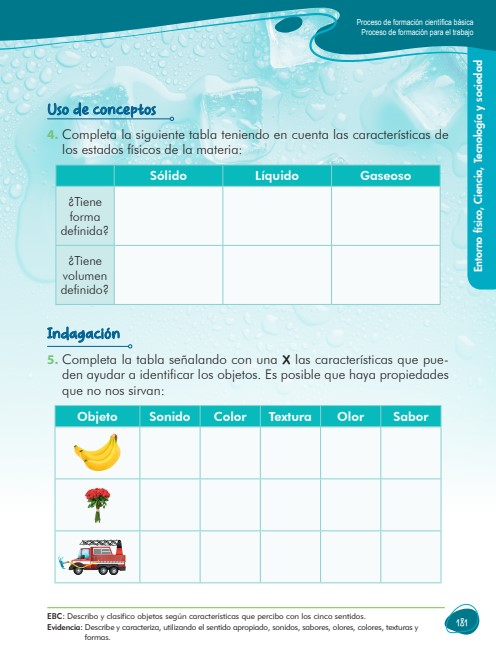 Proceso de formación científica básica
Proceso de formación para el trabajo
Entorno físico, Ciencia, Tecnología y sociedad
Uso de conceptos
4. Completa la siguiente tabla teniendo en cuenta las características de
los estados físicos de la materia:
Sólido Líquido Gaseoso
¿Tiene
forma
definida?
¿Tiene
volumen
definido?
Indagación
5. Completa la tabla señalando con una X las características que pue-
den ayudar a identificar los objetos. Es posible que haya propiedades
que no nos sirvan:
Objeto Sonido Color Textura Olor Sabor
EBC: Describo y clasifico objetos según características que percibo con los cinco sentidos.
Evidencia: Describe y caracteriza, utilizando el sentido apropiado, sonidos, sabores, olores, colores, texturas y
formas.
181